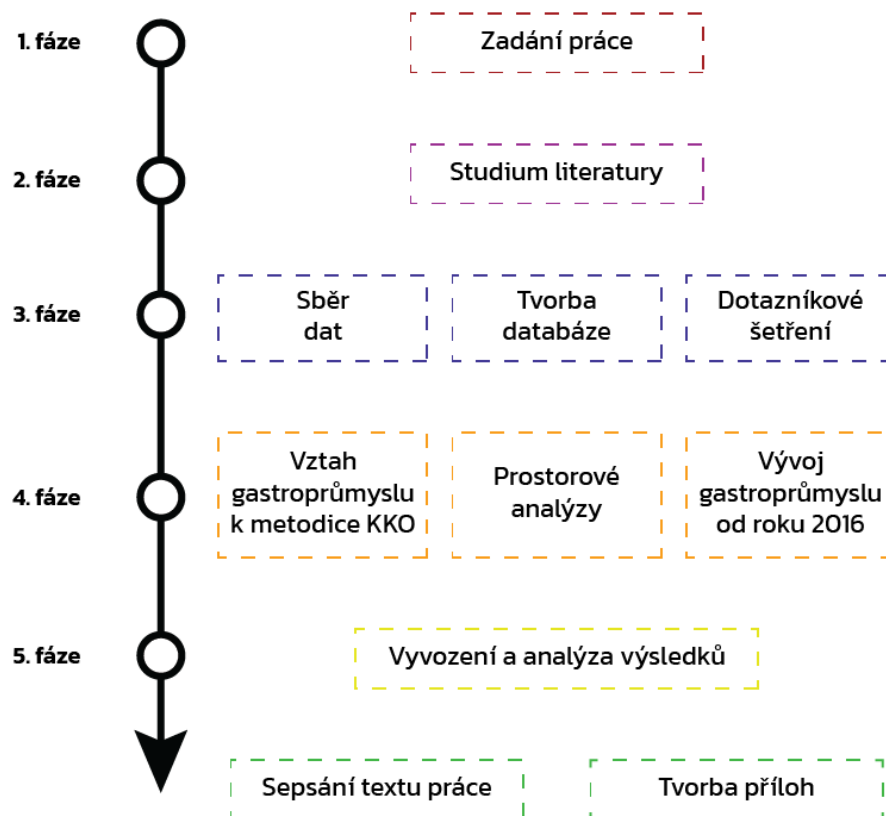 1. fáze
Zadání práce
2. fáze
Studium literatury
3. fáze
Sběr
dat
Tvorba
databáze
Dotazníkové
šetření
4. fáze
Vztah
gastroprůmyslu
k metodice KKO
Prostorové
analýzy
Vývoj
gastroprůmyslu
od roku 2016
5. fáze
Vyvození a analýza výsledků
Sepsání textu práce
Tvorba příloh